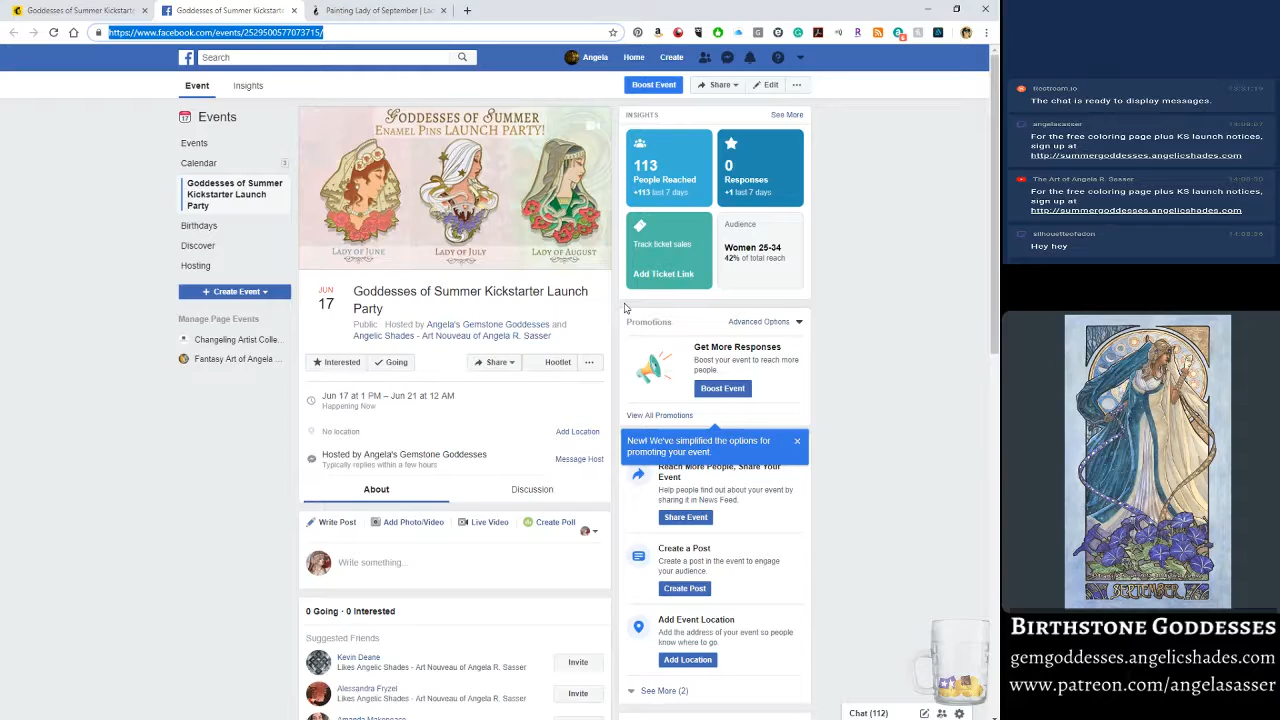 Goddesses of Summer Kickstarte
Goddesses of Summer Kickstarte
Painting Lady of September | Lac
https://www.facebook.com/events/2529500577073715/
Search
Angela
Home
Create
Event
Insights
Boost Event
Share
Edit
Events
Events
Calendar
3
Goddesses of Summer
Kickstarter Launch
Party
Birthdays
Discover
Hosting
+ Create Event
Manage Page Events
Changeling Artist Colle...
Fantasy Art of Angela ...
GODDESSES OF SUMMER
ENAMEL PINS LAUNCH PARTY!
LADY OF JUNE
LADY OF JULY
LADY OF AUGUST
JUN
17
Goddesses of Summer Kickstarter Launch
Party
Public · Hosted by Angela's Gemstone Goddesses and
Angelic Shades - Art Nouveau of Angela R. Sasser
Interested
Going
Share
Hootlet
Jun 17 at 1 PM – Jun 21 at 12 AM
Happening Now
No location
Add Location
Hosted by Angela's Gemstone Goddesses
Typically replies within a few hours
Message Host
About
Discussion
Write Post
Add Photo/Video
Live Video
Create Poll
Write something...
0 Going · 0 Interested
Suggested Friends
Kevin Deane
Likes Angelic Shades - Art Nouveau of Angela R. Sasser
Invite
Alessandra Fryzel
Likes Angelic Shades - Art Nouveau of Angela R. Sasser
Invite
INSIGHTS
See More
113
People Reached
+113 last 7 days
0
Responses
+1 last 7 days
Track ticket sales
Add Ticket Link
Audience
Women 25-34
42% of total reach
Promotions
Advanced Options
Get More Responses
Boost your event to reach more
people.
Boost Event
View All Promotions
New! We've simplified the options for
promoting your event.
Reach More People, Share Your
Event
Help people find out about your event by
sharing it in News Feed.
Share Event
Create a Post
Create a post in the event to engage
your audience.
Create Post
Add Event Location
Add the address of your event so people
know where to go.
Add Location
See More (2)
Chat (112)
Restream.io
The chat is ready to display messages.
angelasasser
For the free coloring page plus KS launch notices,
sign up at
http://summergoddesses.angelicshades.com
The Art of Angela R. Sasser
For the free coloring page plus KS launch notices,
sign up at
http://summergoddesses.angelicshades.com
silhouetteofadon
Hey hey
SEPTEMBER
BIRTHSTONE GODDESSES
gemgoddesses.angelicshades.com
www.patreon.com/angelasasser